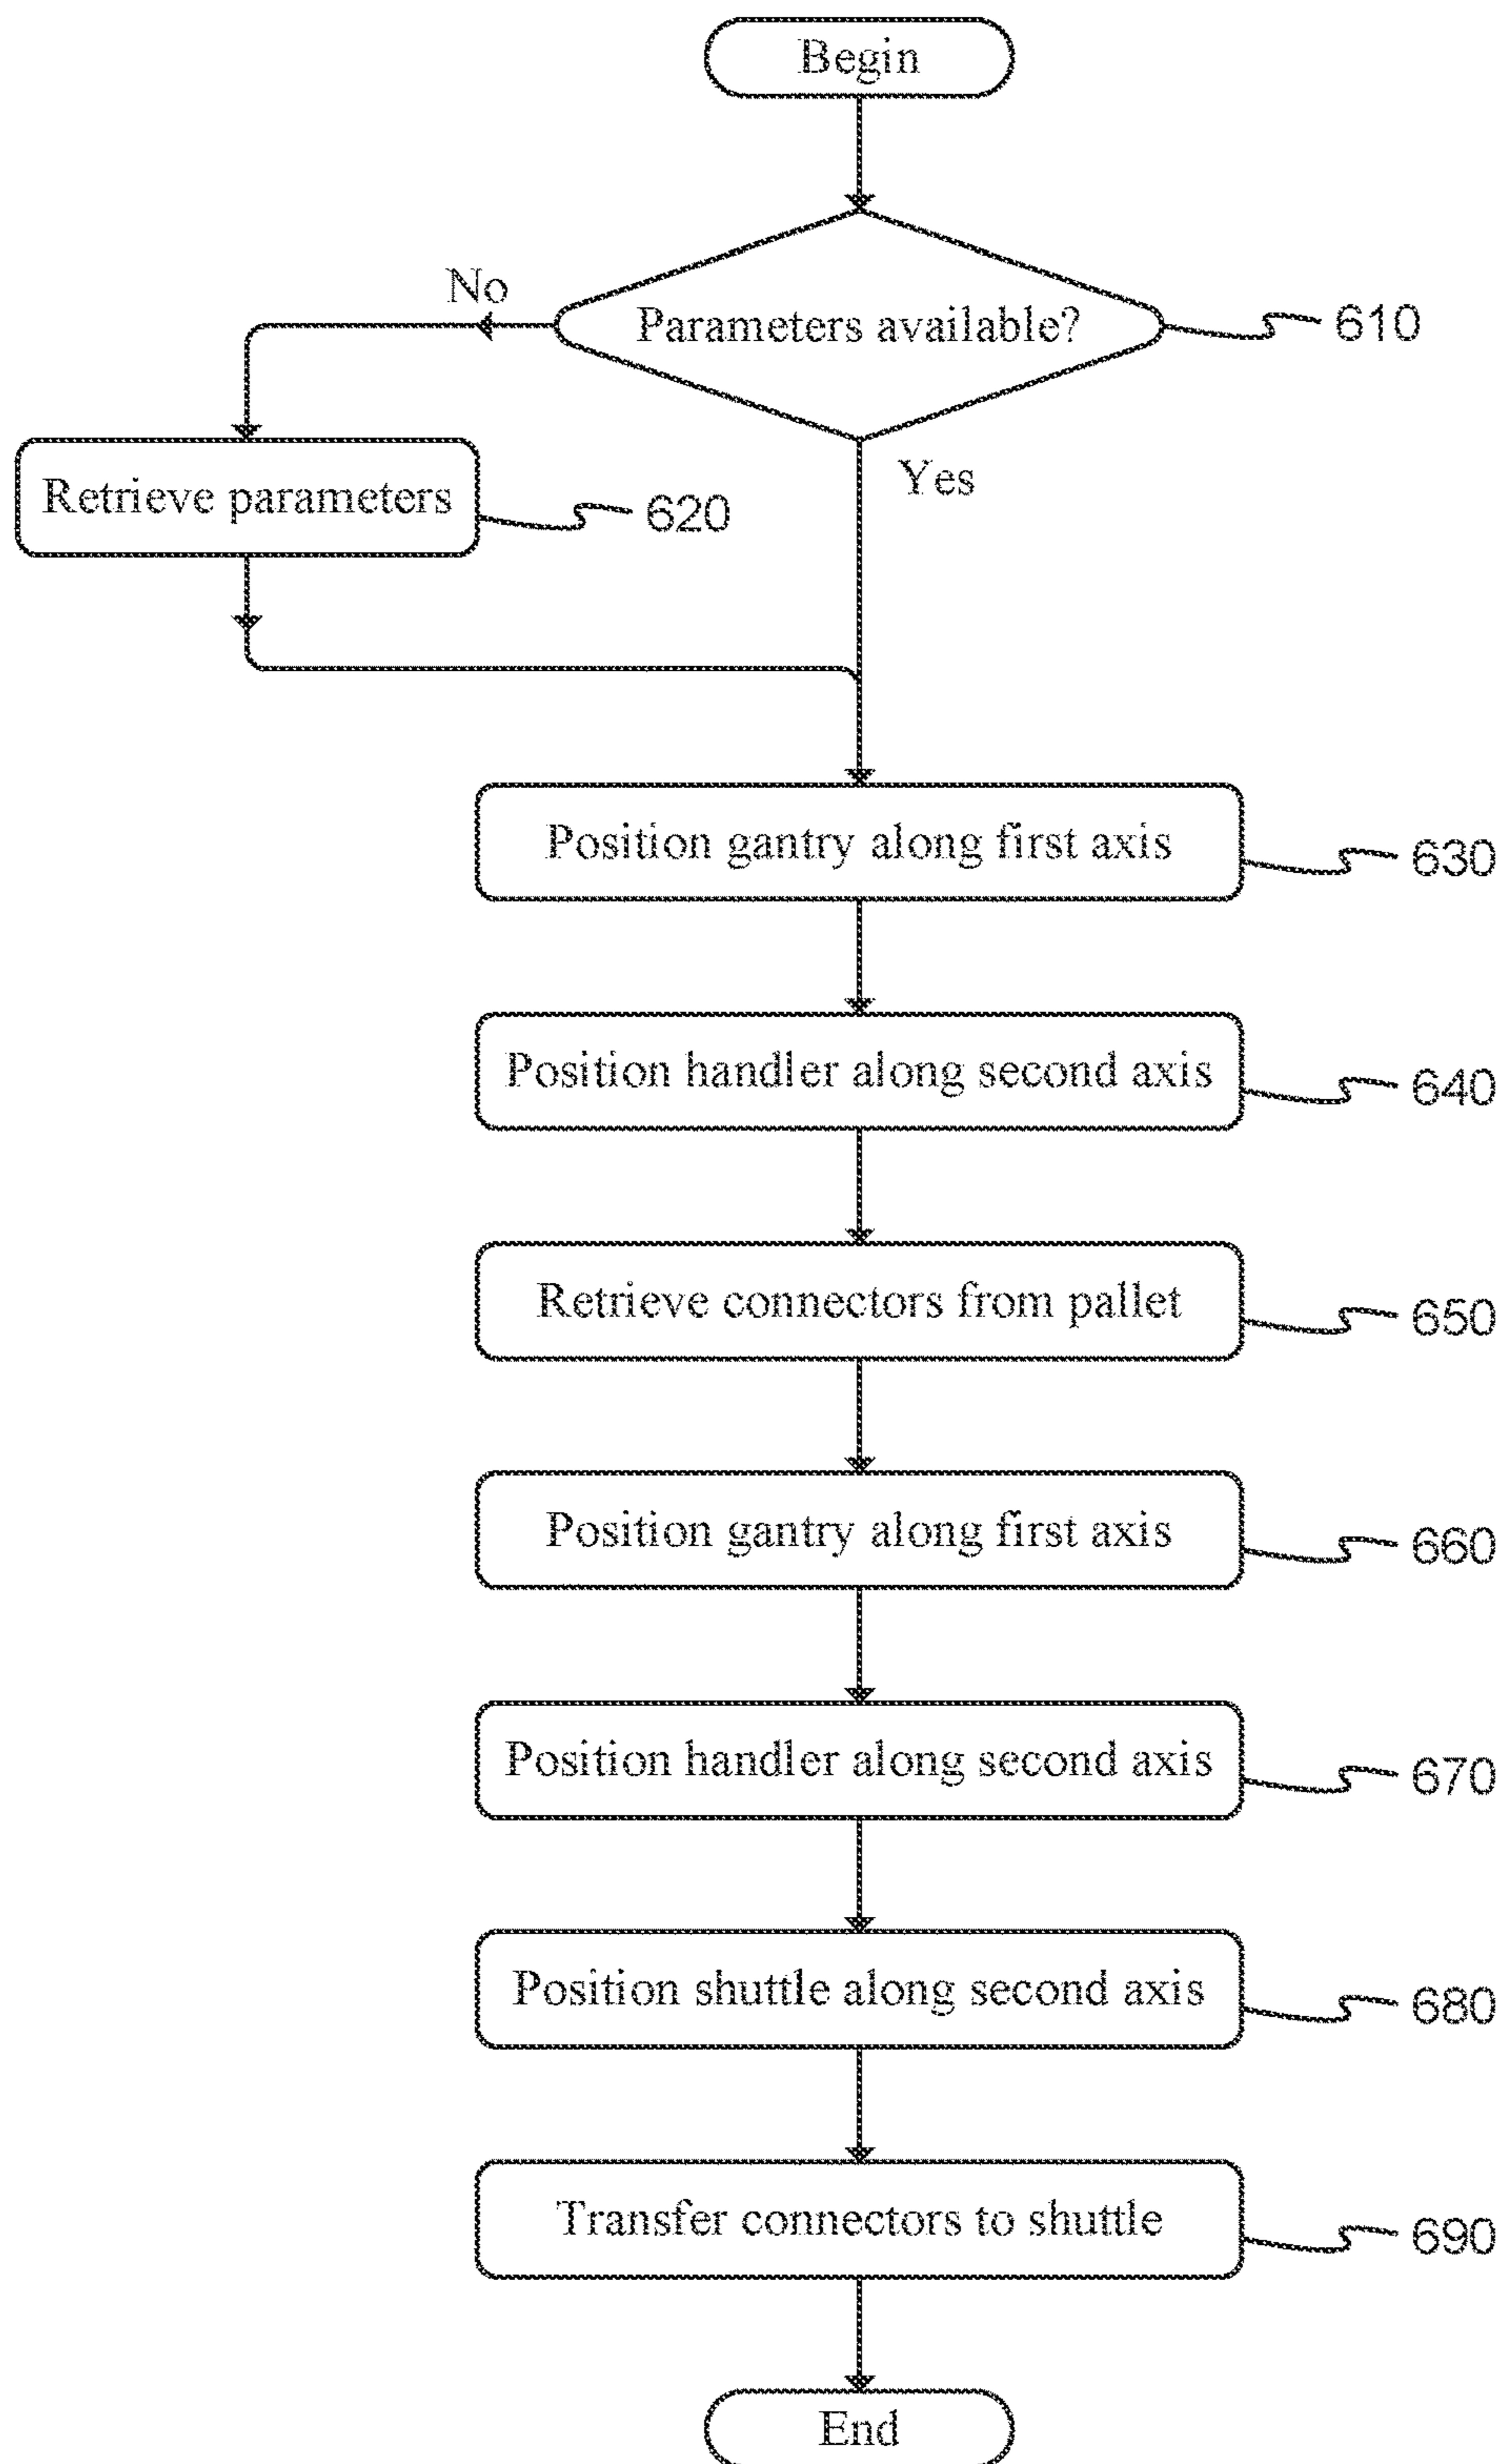 Begin
No
Parameters available?
610
Yes
Retrieve parameters
620
Position gantry along first axis
630
Position handler along second axis
640
Retrieve connectors from pallet
650
Position gantry along first axis
660
Position handler along second axis
670
Position shuttle along second axis
680
Transfer connectors to shuttle
690
End